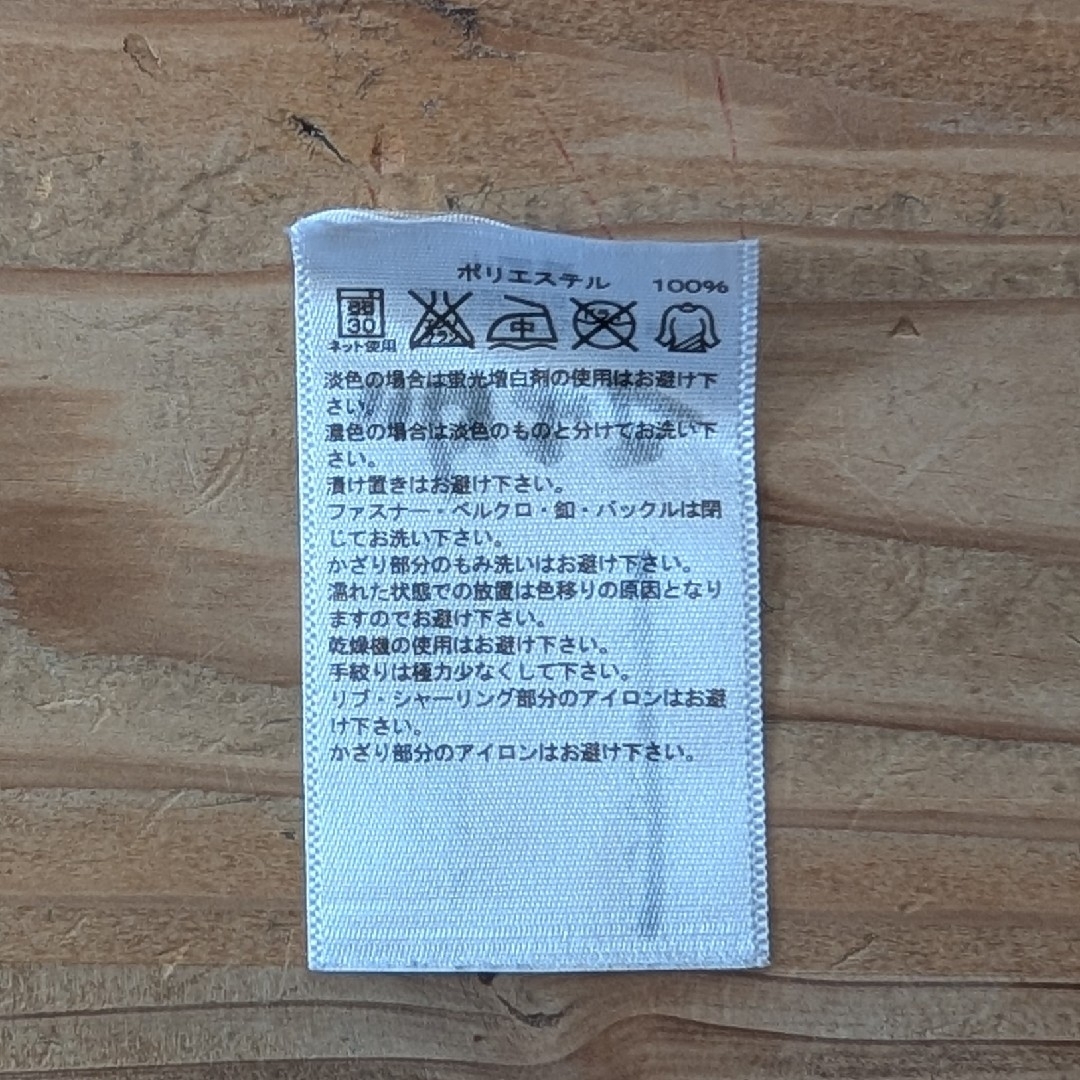 ポリエステル 100%
30
ネット使用
中
淡色の場合は蛍光増白剤の使用はお避け下
さい。
濃色の場合は淡色のものと分けてお洗い下
さい。
漬け置きはお避け下さい。
ファスナー・ベルクロ・釦・バックルは閉
じてお洗い下さい。
かざり部分のもみ洗いはお避け下さい。
濡れた状態での放置は色移りの原因となり
ますのでお避け下さい。
乾燥機の使用はお避け下さい。
手絞りは極力少なくして下さい。
リブ・シャーリング部分のアイロンはお避
け下さい。
かざり部分のアイロンはお避け下さい。